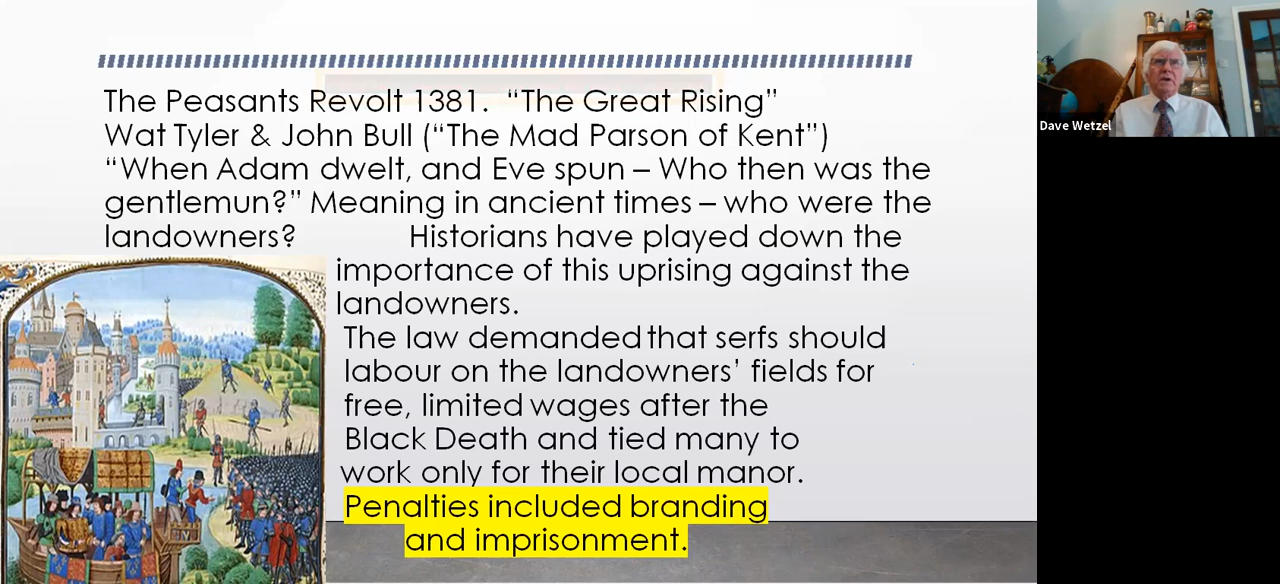 The Peasants Revolt 1381. “The Great Rising”
Wat Tyler & John Bull (“The Mad Parson of Kent”)
“When Adam dwelt, and Eve spun – Who then was the
gentlemun?” Meaning in ancient times – who were the
landowners? Historians have played down the
importance of this uprising against the
landowners.
The law demanded that serfs should
labour on the landowners’ fields for
free, limited wages after the
Black Death and tied many to
work only for their local manor.
Penalties included branding
and imprisonment.
Dave Wetzel